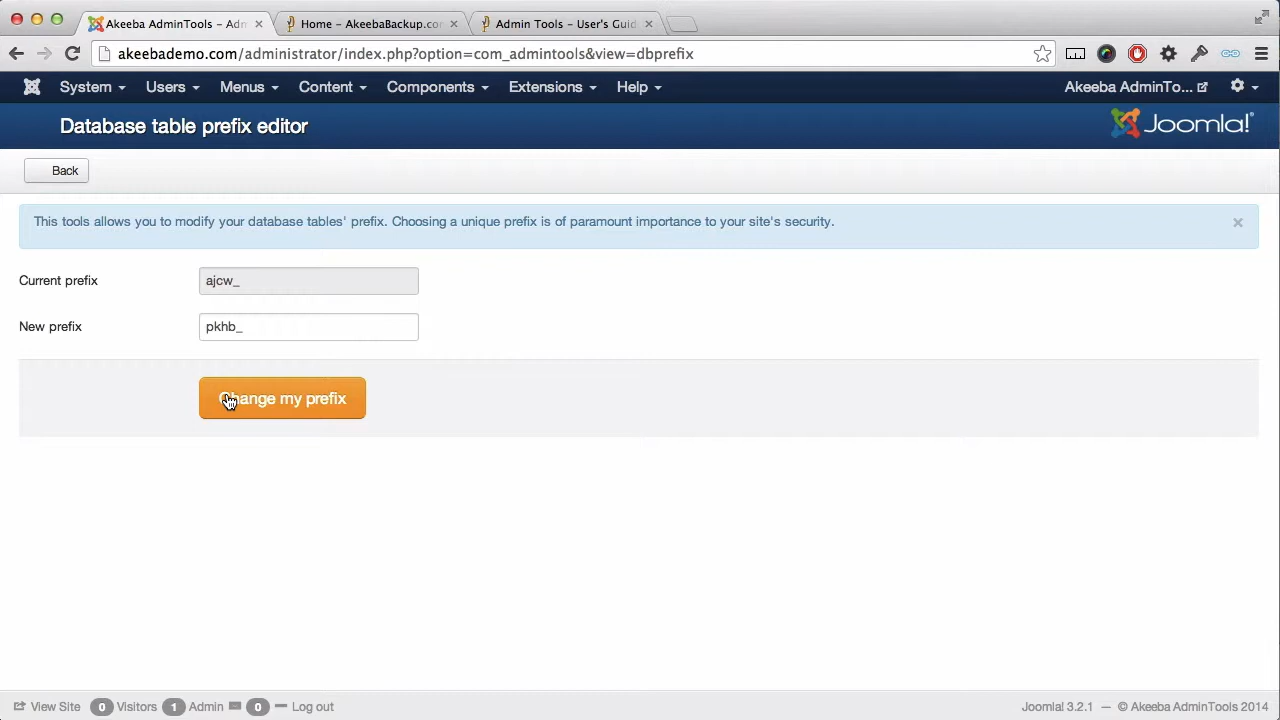 Akeeba AdminTools – Adm
Home – AkeebaBackup.com
Admin Tools – User's Guid
akeebademo.com/administrator/index.php?option=com_admintools&view=dbprefix
System Users Menus Content Components Extensions Help Akeeba AdminTo...
Database table prefix editor Joomla!®
Back
This tools allows you to modify your database tables' prefix. Choosing a unique prefix is of paramount importance to your site's security. ×
Current prefix ajcw_
New prefix pkhb_
Change my prefix
View Site 0 Visitors 1 Admin 0 Log out Joomla! 3.2.1 — © Akeeba AdminTools 2014